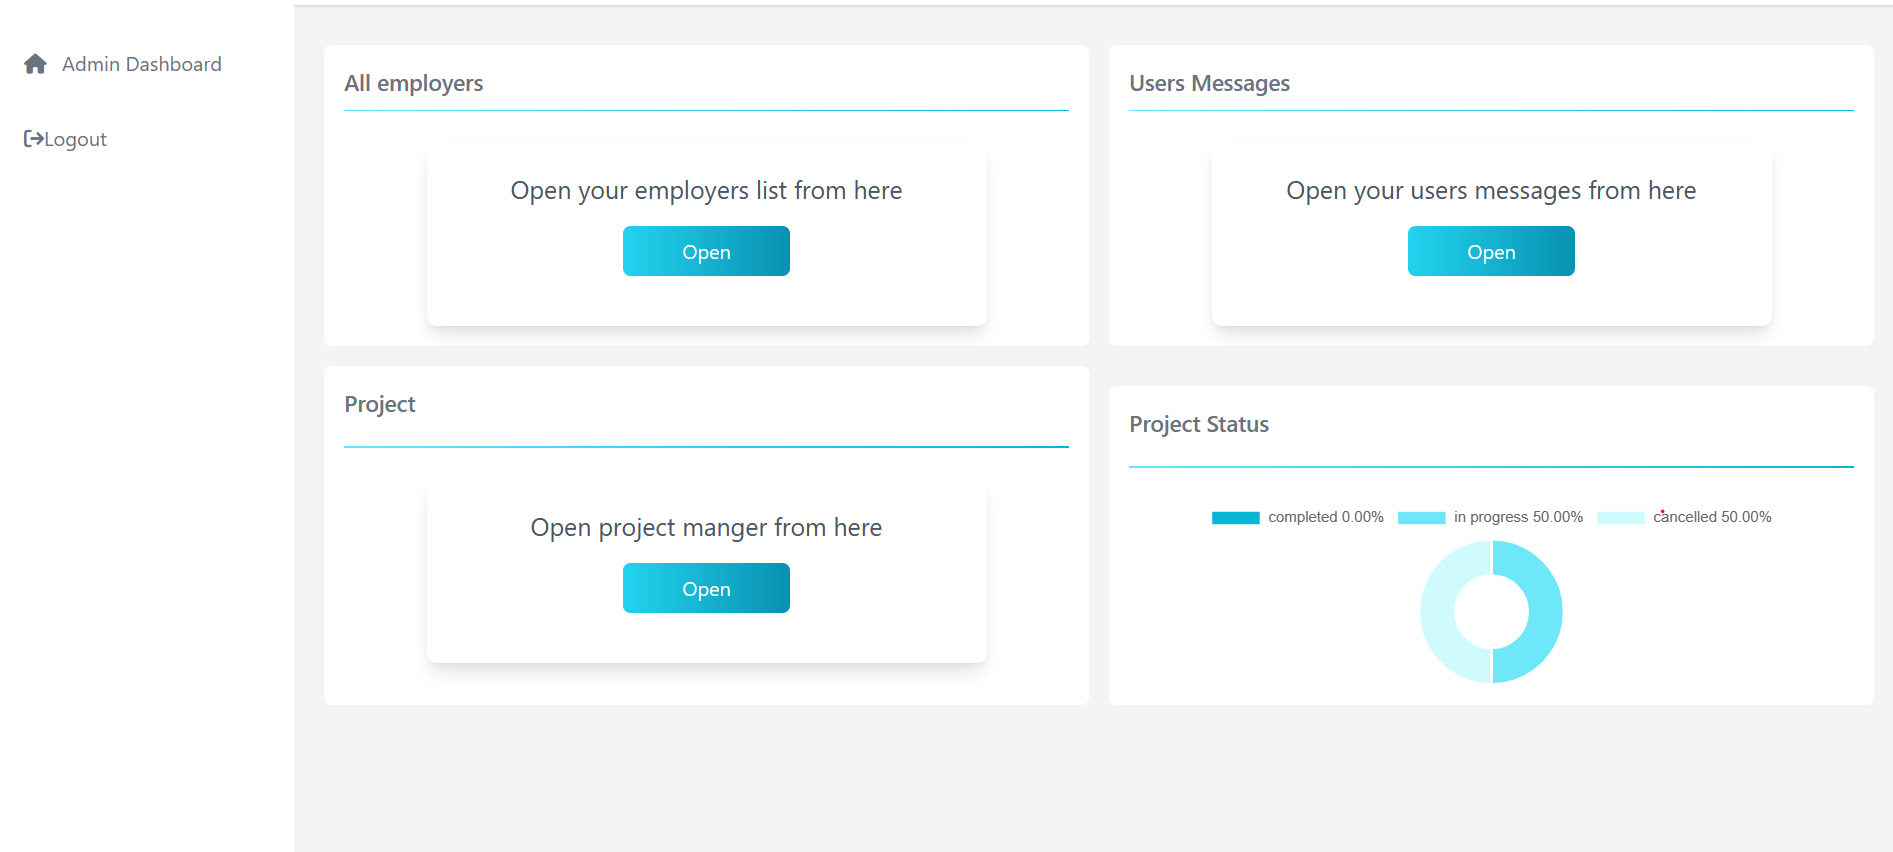 Admin Dashboard
Logout
All employers
Open your employers list from here
Open
Users Messages
Open your users messages from here
Open
Project
Open project manger from here
Open
Project Status
completed 0.00% in progress 50.00% cancelled 50.00%